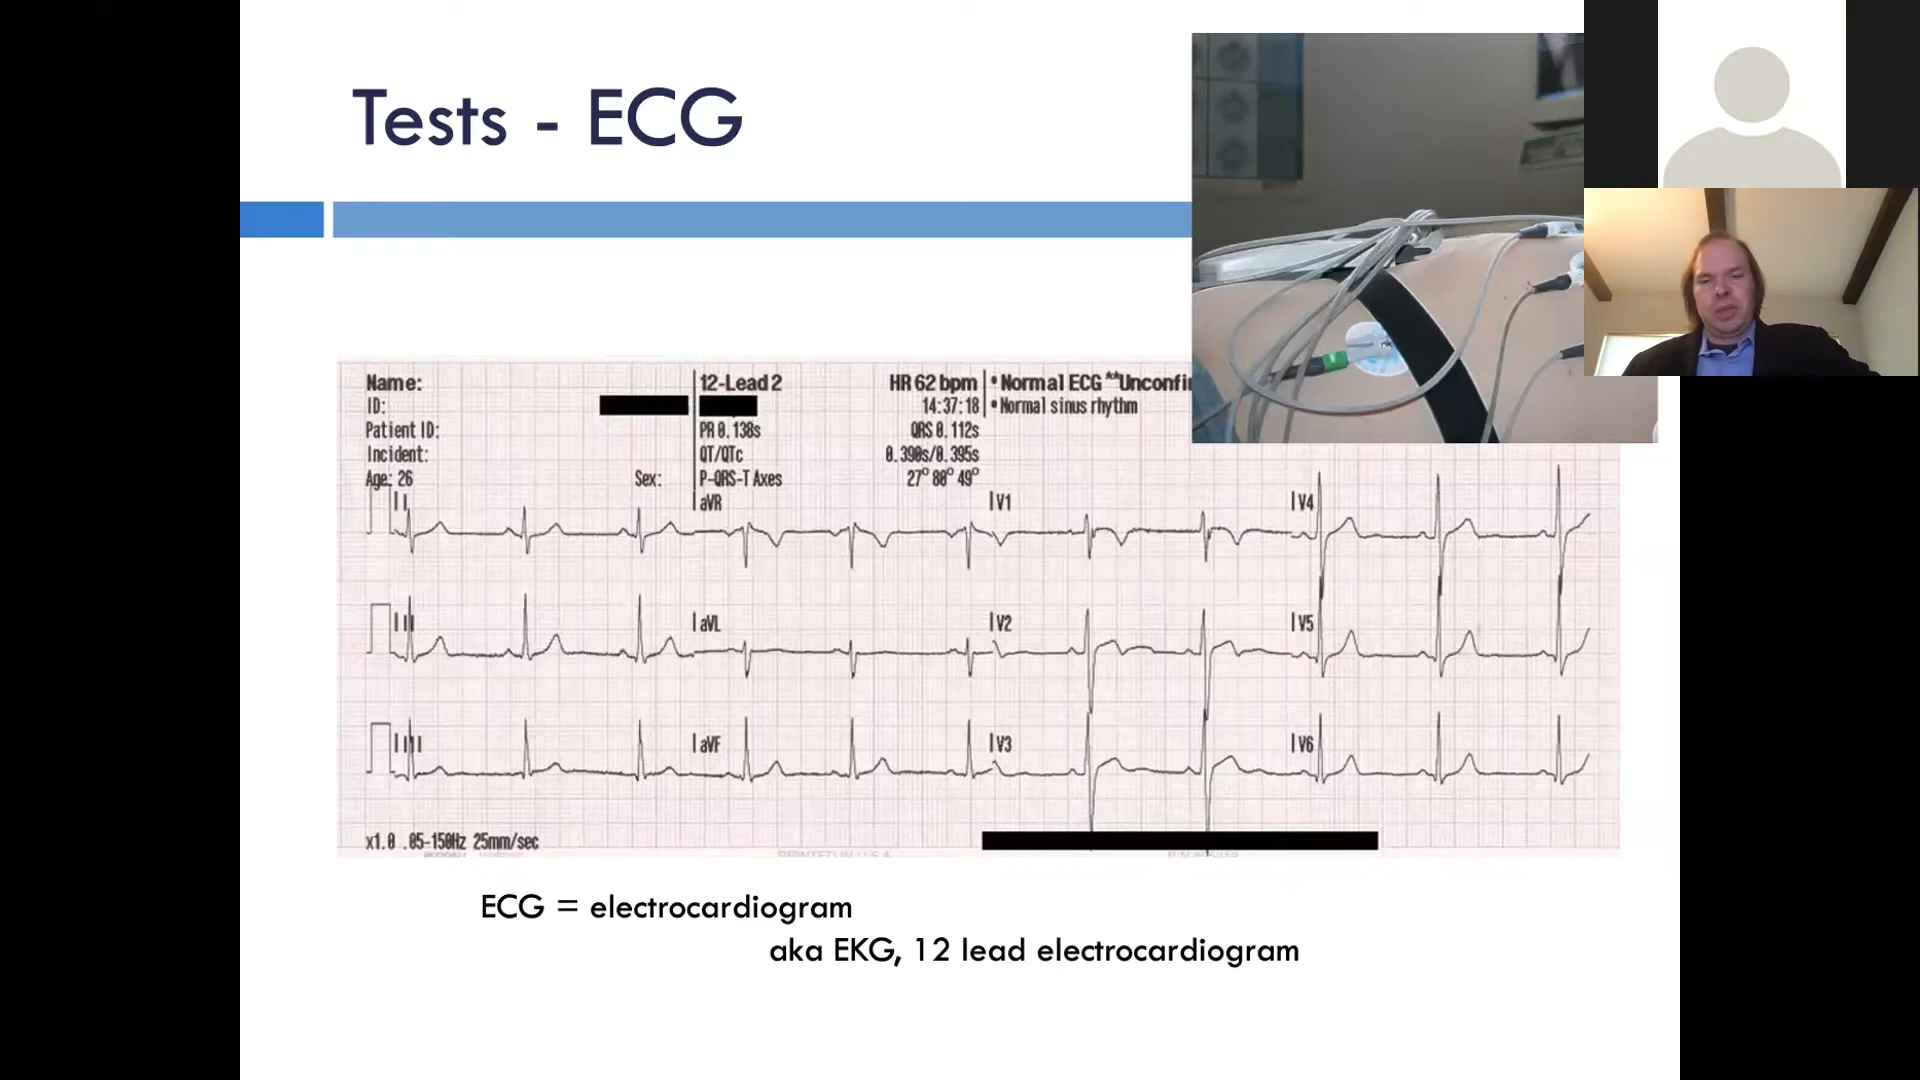 Tests - ECG
Name:
12-Lead 2
HR 62 bpm
• Normal ECG **Unconfi
ID:
14:37:18
• Normal sinus rhythm
Patient ID:
PR 0.138s
QRS 0.112s
Incident:
QT/QTc
0.390s/0.395s
Age: 26
Sex:
P-QRS-T Axes
27° 80° 49°
I
aVR
V1
V4
II
aVL
V2
V5
III
aVF
V3
V6
x1.0 .05-150Hz 25mm/sec
ECG = electrocardiogram
aka EKG, 12 lead electrocardiogram